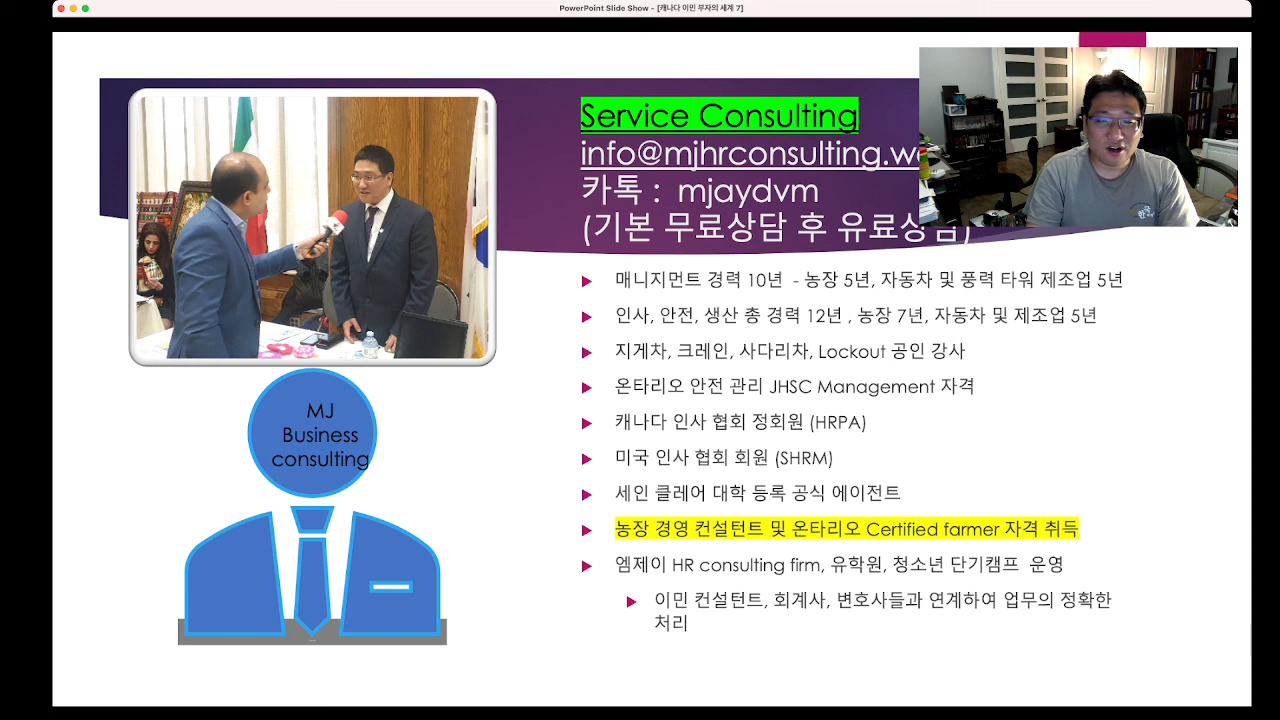 PowerPoint Slide Show - [캐나다 이민 부자의 세계 7]
Service Consulting
info@mjhrconsulting.we
카톡 : mjaydvm
(기본 무료상담 후 유료상담)
매니지먼트 경력 10년 - 농장 5년, 자동차 및 풍력 타워 제조업 5년
인사, 안전, 생산 총 경력 12년 , 농장 7년, 자동차 및 제조업 5년
지게차, 크레인, 사다리차, Lockout 공인 강사
온타리오 안전 관리 JHSC Management 자격
캐나다 인사 협회 정회원 (HRPA)
미국 인사 협회 회원 (SHRM)
세인 클레어 대학 등록 공식 에이전트
농장 경영 컨설턴트 및 온타리오 Certified farmer 자격 취득
엠제이 HR consulting firm, 유학원, 청소년 단기캠프 운영
이민 컨설턴트, 회계사, 변호사들과 연계하여 업무의 정확한
처리
MJ
Business
consulting